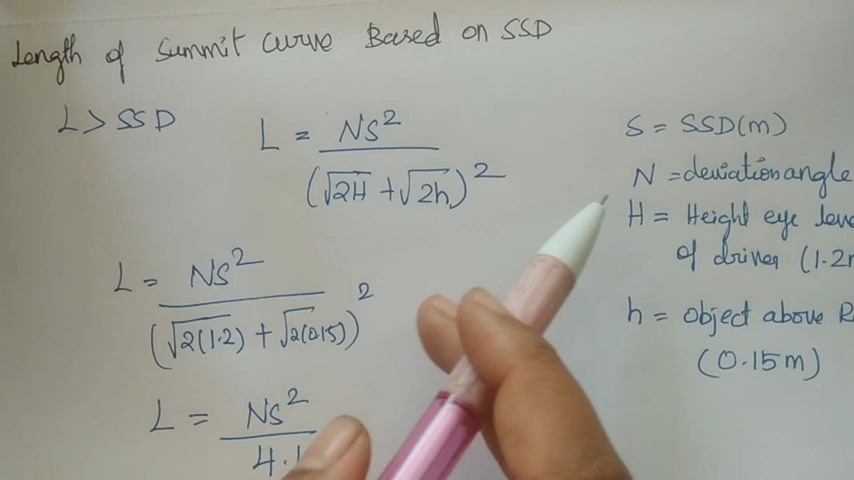 Length of Summit Curve Based on SSD
L > SSD
L = NS²
(√2H + √2h)²
S = SSD(m)
N = deviation angle
H = Height eye
of driver (1.2
h = object above
(0.15m)
L = NS²
(√2(1.2) + √2(0.15))²
L = NS²
4.